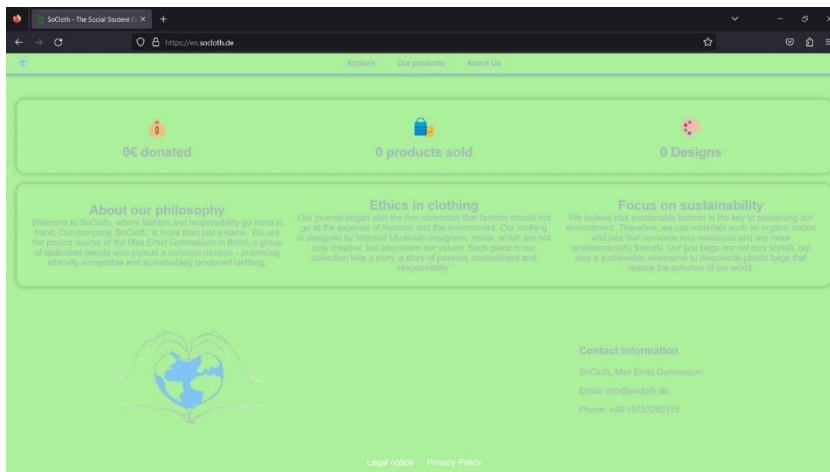 SoCloth - The Social Student C
https://en.socloth.de
Explore Our products About Us
0€ donated
0 products sold
0 Designs
About our philosophy
Welcome to SoCloth, where fashion and responsibility go hand in
hand. Our company, SoCloth, is more than just a name. We are
the project course of the Max Ernst Gymnasium in Brühl, a group
of dedicated people who pursue a common mission - promoting
ethically acceptable and sustainablely produced clothing.
Ethics in clothing
Our journey began with the firm conviction that fashion should not
go at the expense of humans and the environment. Our clothing
is designed by talented Ukrainian designers, inside, which are not
only creative, but also share our values. Each piece in our
collection tells a story, a story of passion, commitment and
responsibility.
Focus on sustainability
We believe that sustainable fashion is the key to preserving our
environment. Therefore, we use materials such as organic cotton
and jute that consume less resources and are more
environmentally friendly. Our jute bags are not only stylish, but
also a sustainable alternative to disposable plastic bags that
reduce the pollution of our world.
Contact information
SoCloth, Max Ernst Gymnasium
Email: info@socloth.de
Phone: +49 15752250315
Legal notice Privacy Policy